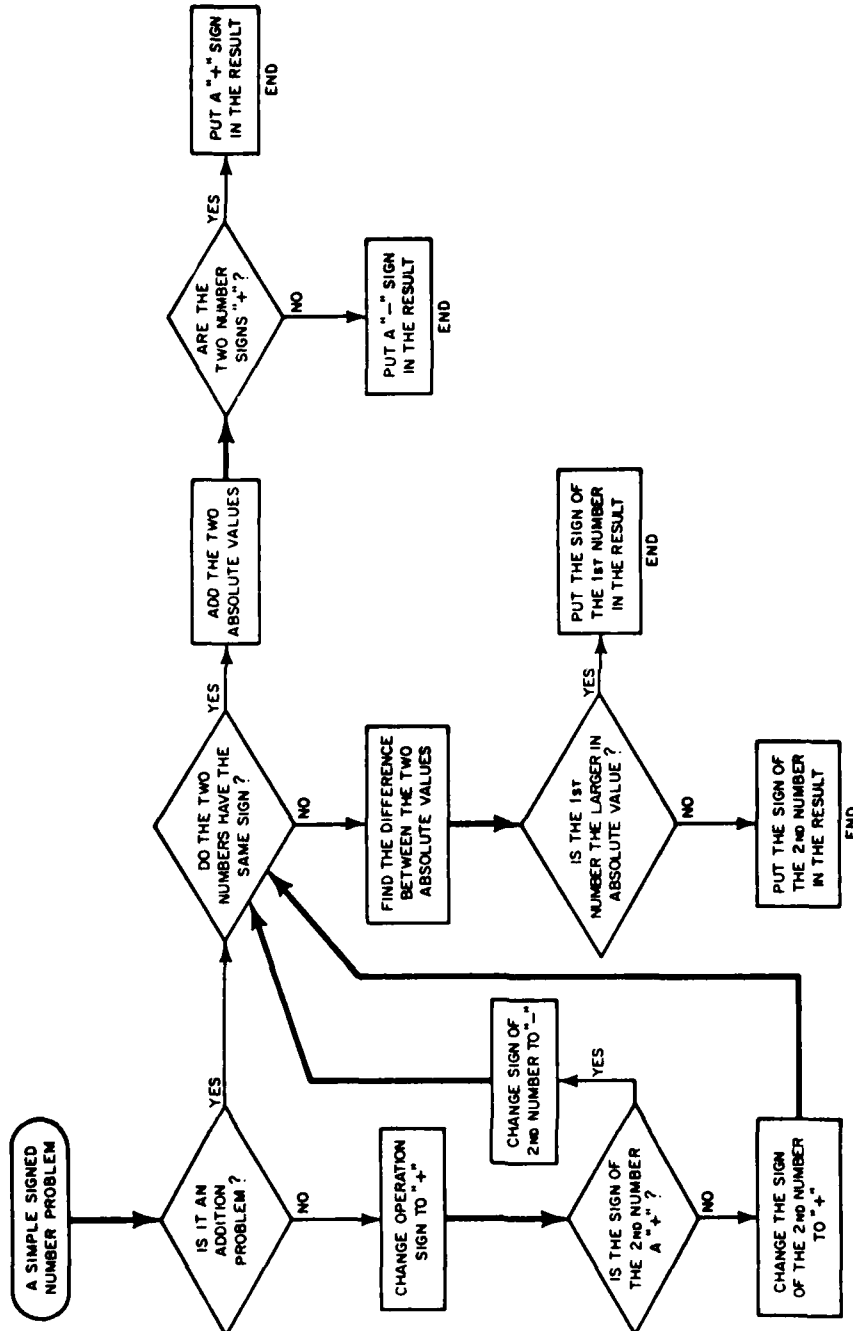 A SIMPLE SIGNED
NUMBER PROBLEM
IS IT AN
ADDITION
PROBLEM?
YES
NO
CHANGE OPERATION
SIGN TO "+"
IS THE SIGN OF
THE 2ND NUMBER
A "+" ?
YES
CHANGE SIGN OF
2ND NUMBER TO "–"
NO
CHANGE THE SIGN
OF THE 2ND NUMBER
TO "+"
DO THE TWO
NUMBERS HAVE THE
SAME SIGN?
YES
NO
FIND THE DIFFERENCE
BETWEEN THE TWO
ABSOLUTE VALUES
IS THE 1ST
NUMBER THE LARGER IN
ABSOLUTE VALUE ?
YES
PUT THE SIGN OF
THE 1ST NUMBER
IN THE RESULT
END
NO
PUT THE SIGN OF
THE 2ND NUMBER
IN THE RESULT
END
ADD THE TWO
ABSOLUTE VALUES
ARE THE
TWO NUMBER
SIGNS "+"?
YES
PUT A "+" SIGN
IN THE RESULT
END
NO
PUT A "–" SIGN
IN THE RESULT
END